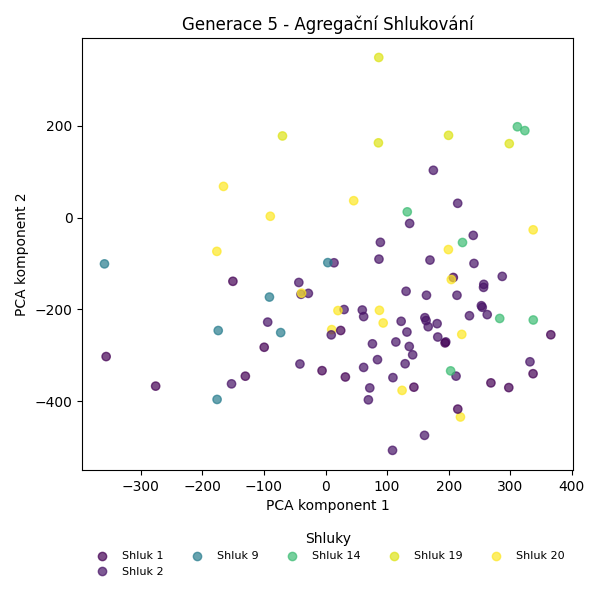 Generace 5 - Agregační Shlukování
PCA komponent 2
200
0
−200
−400
−300
−200
−100
0
100
200
300
400
PCA komponent 1
Shluky
Shluk 1
Shluk 9
Shluk 14
Shluk 19
Shluk 20
Shluk 2